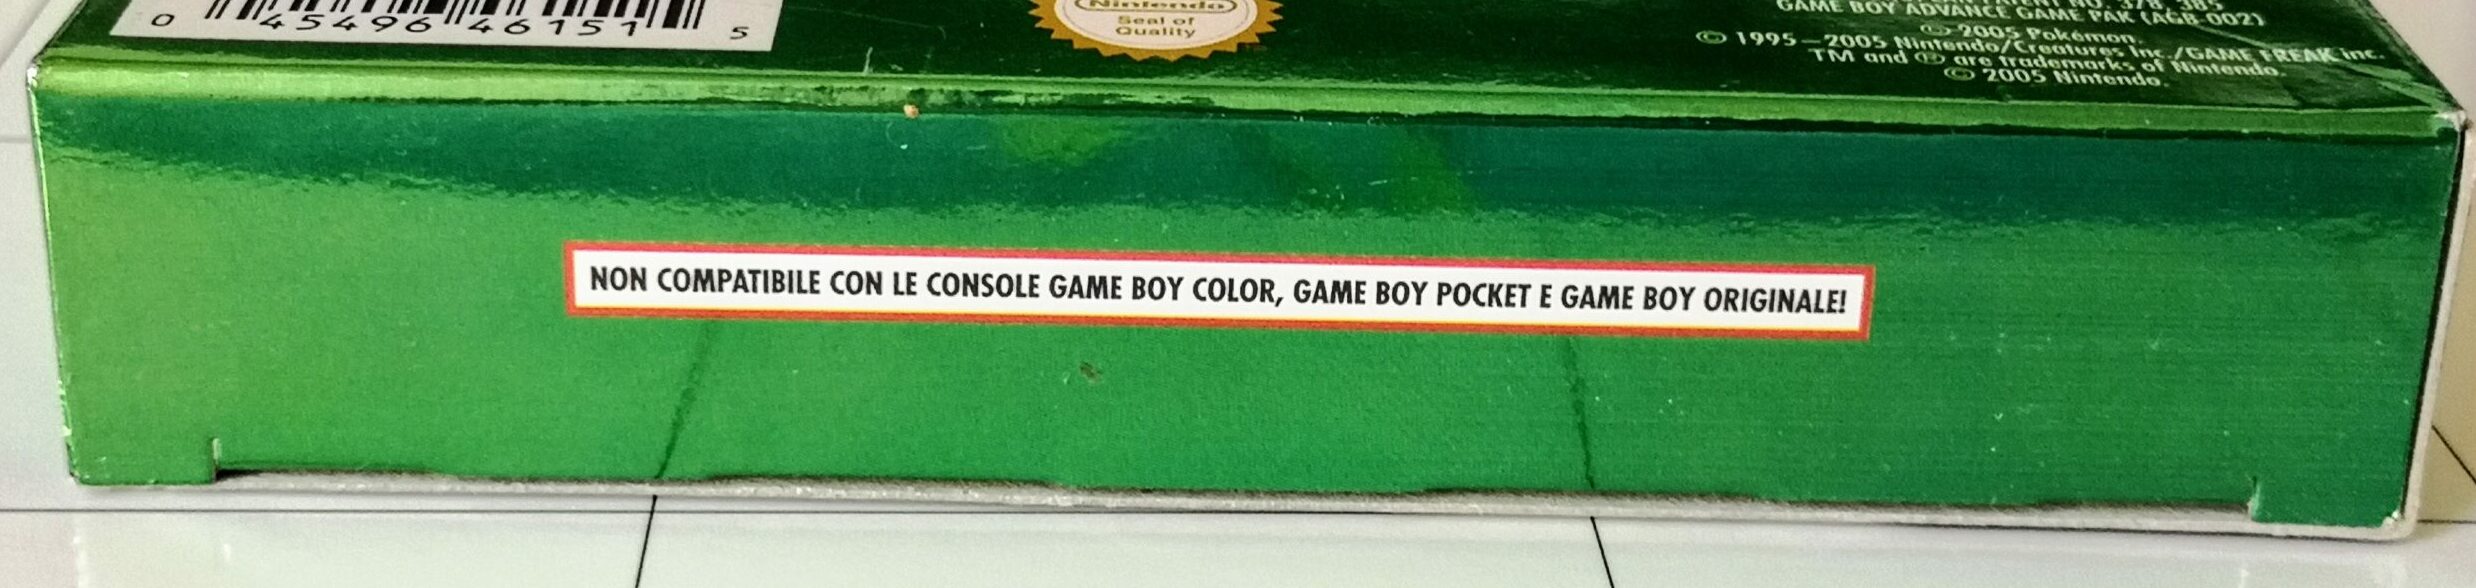 0 45496 46151 5
Nintendo
Seal of
Quality
GAME BOY ADVANCE GAME PAK (AGB-002)
© 2005 Pokémon.
© 1995–2005 Nintendo/Creatures Inc./GAME FREAK inc.
TM and ® are trademarks of Nintendo.
© 2005 Nintendo.
NON COMPATIBILE CON LE CONSOLE GAME BOY COLOR, GAME BOY POCKET E GAME BOY ORIGINALE!